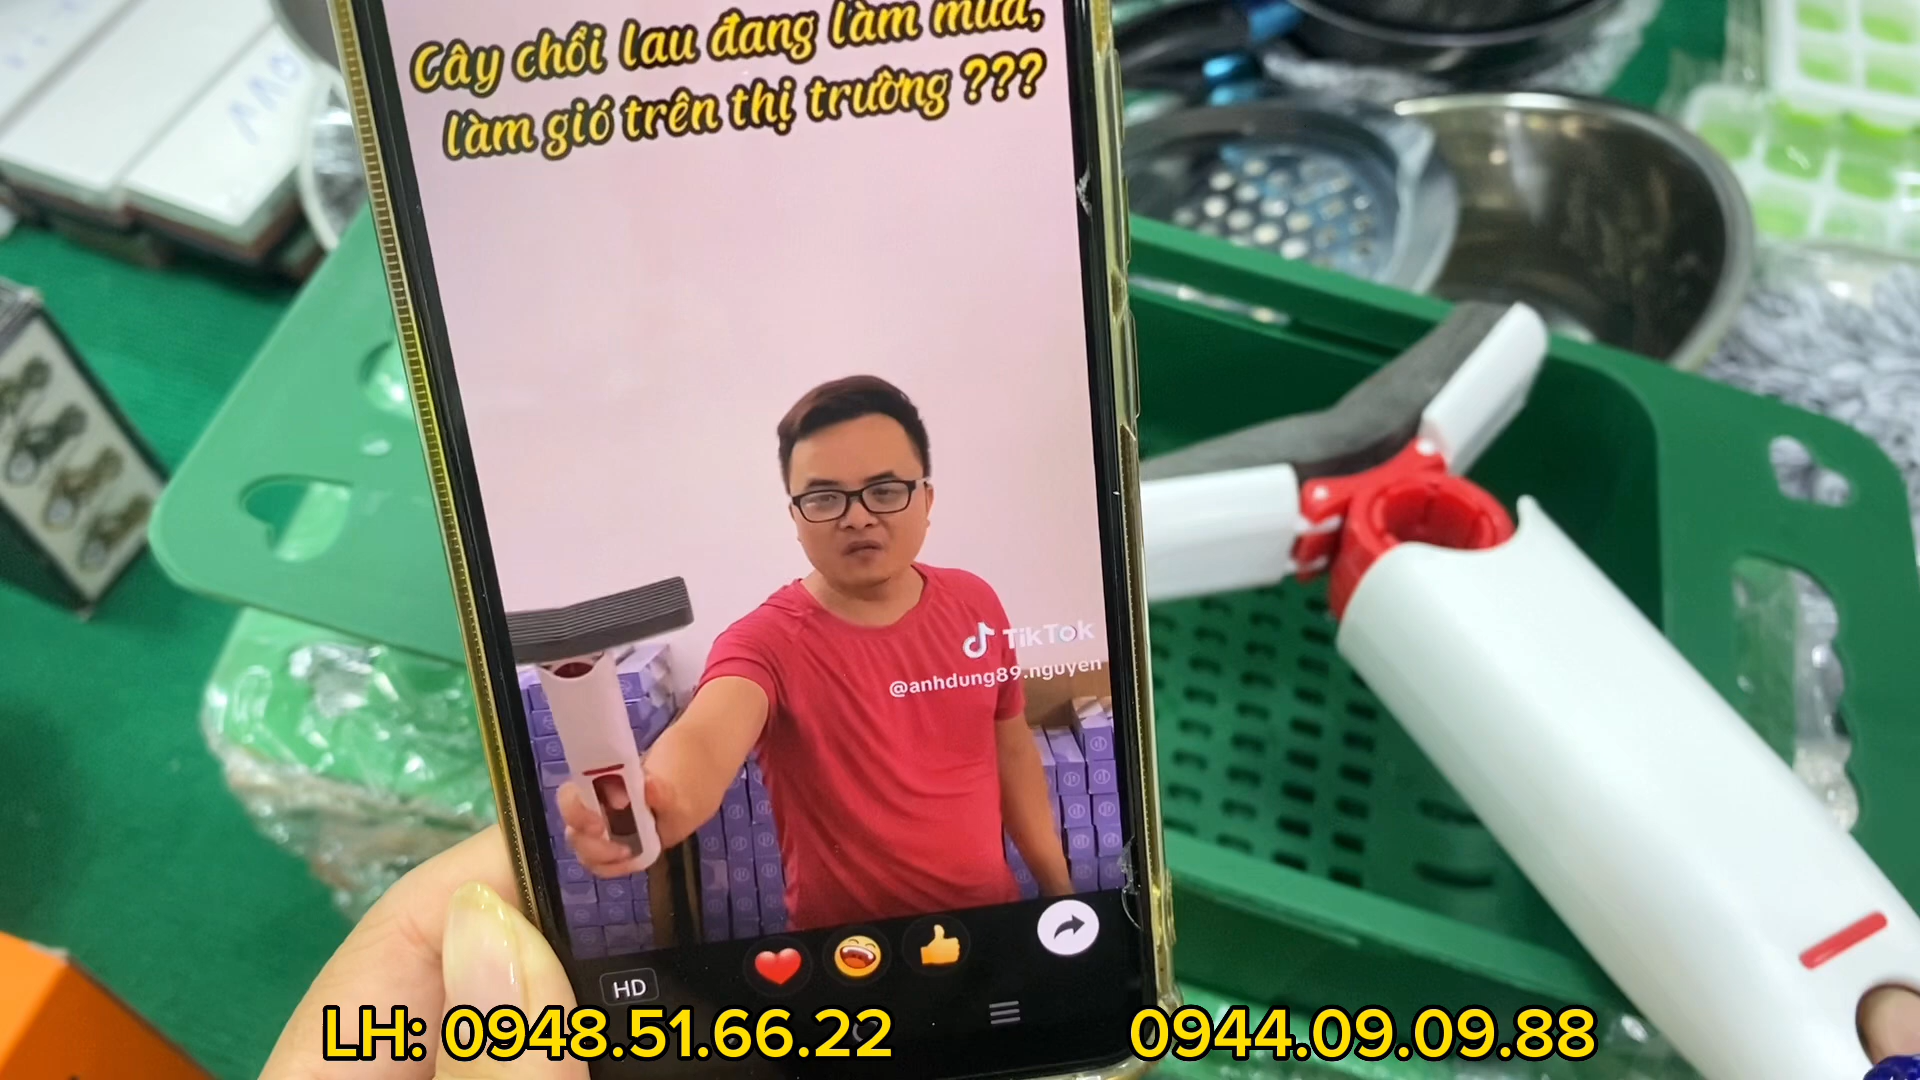 Cây chổi lau đang làm mưa,
làm gió trên thị trường ???
TikTok
@anhdung89.nguyen
HD
LH: 0948.51.66.22
0944.09.09.88